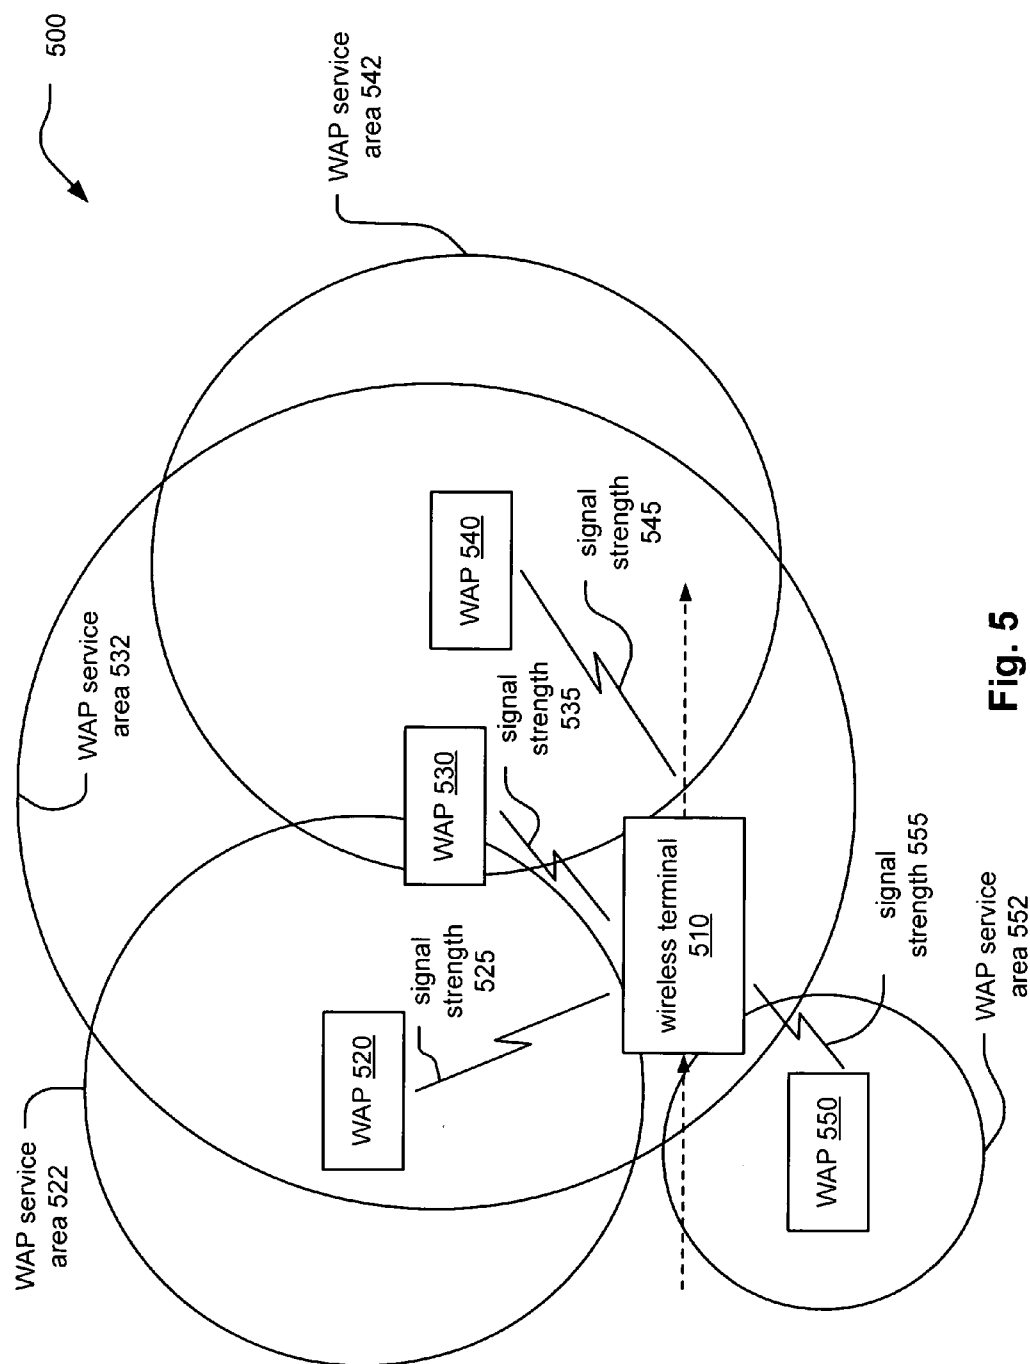 500
WAP service
area 542
WAP service
area 532
WAP service
area 522
WAP 540
signal
strength
545
WAP 530
signal
strength
535
WAP 520
signal
strength
525
wireless terminal
510
signal
strength 555
WAP 550
WAP service
area 552
Fig. 5